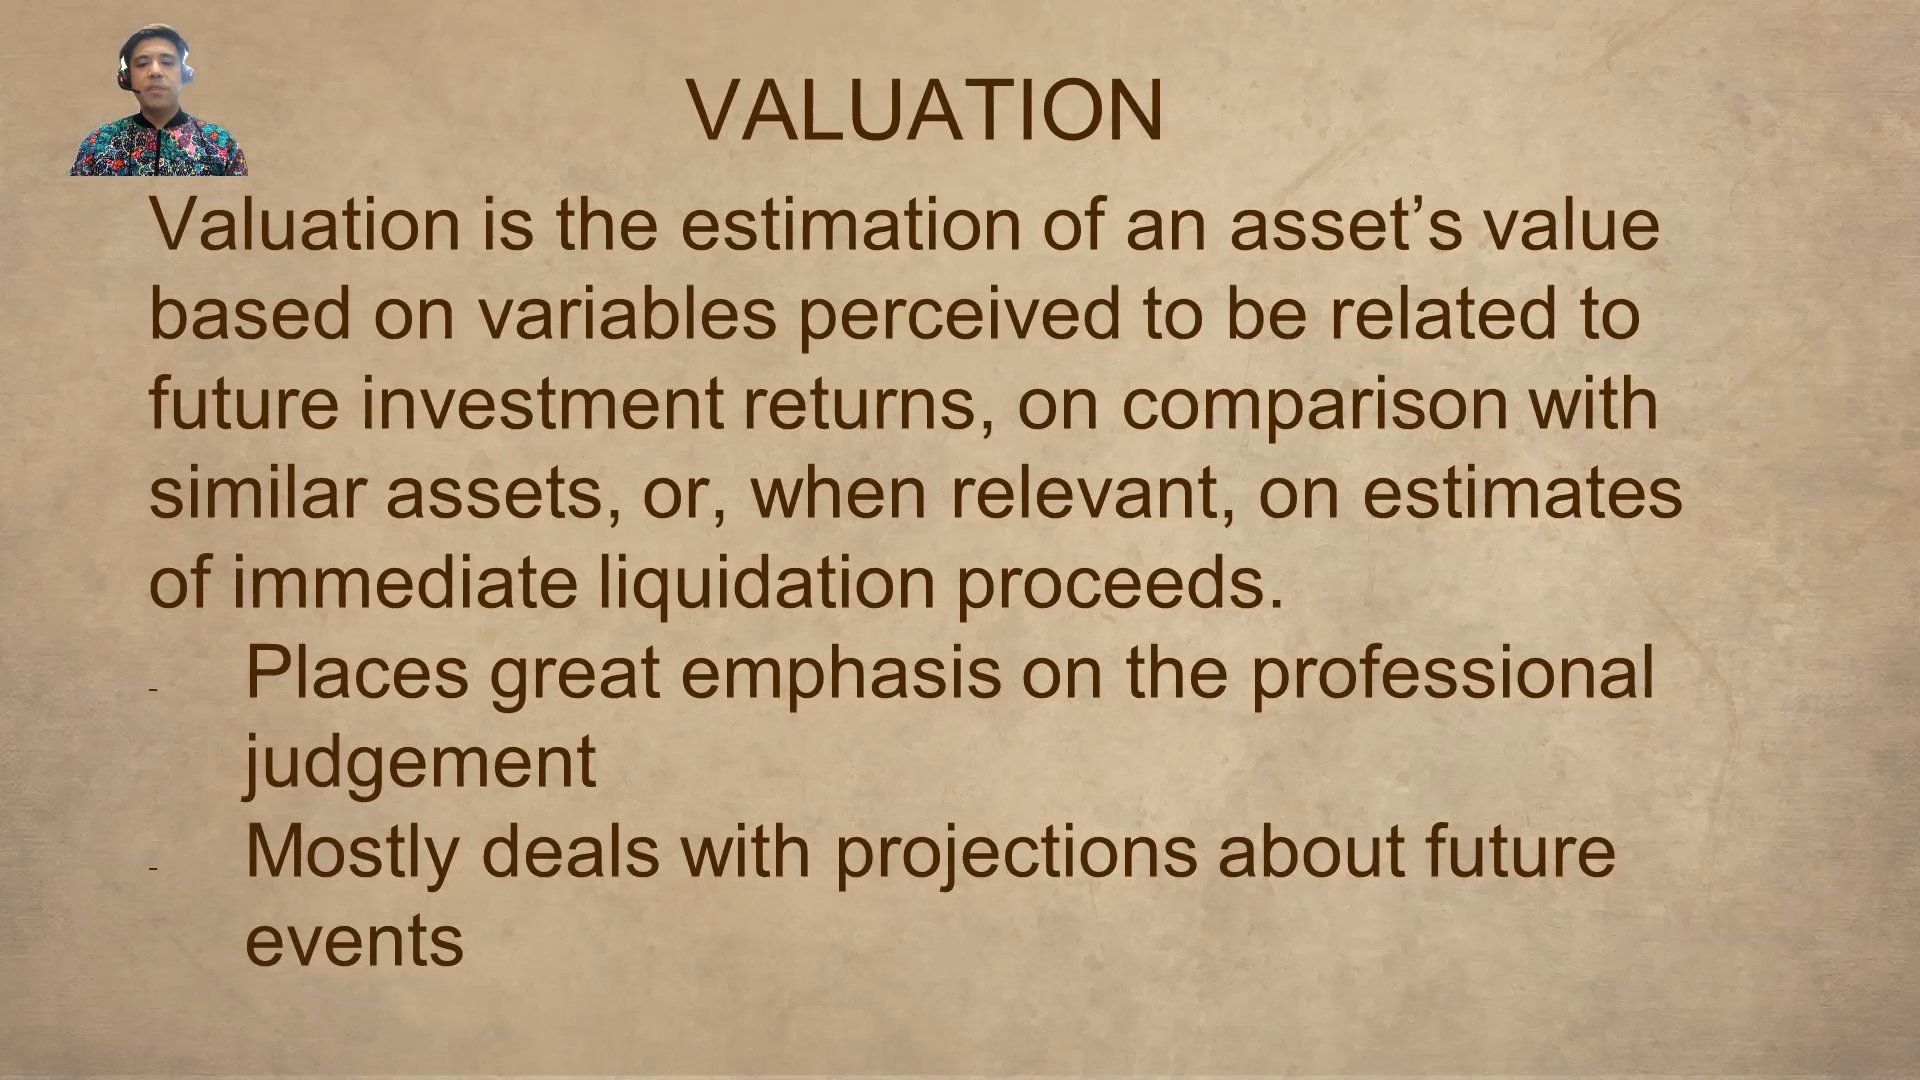 VALUATION
Valuation is the estimation of an asset’s value
based on variables perceived to be related to
future investment returns, on comparison with
similar assets, or, when relevant, on estimates
of immediate liquidation proceeds.
- Places great emphasis on the professional
judgement
- Mostly deals with projections about future
events